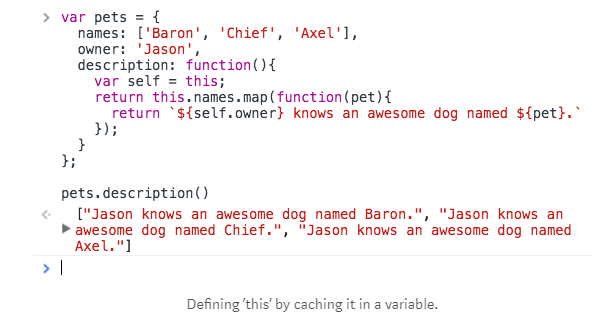 var pets = {
names: ['Baron', 'Chief', 'Axel'],
owner: 'Jason',
description: function(){
var self = this;
return this.names.map(function(pet){
return `${self.owner} knows an awesome dog named ${pet}.`
});
}
};
pets.description()
["Jason knows an awesome dog named Baron.", "Jason knows an
awesome dog named Chief.", "Jason knows an awesome dog named
Axel."]
Defining 'this' by caching it in a variable.